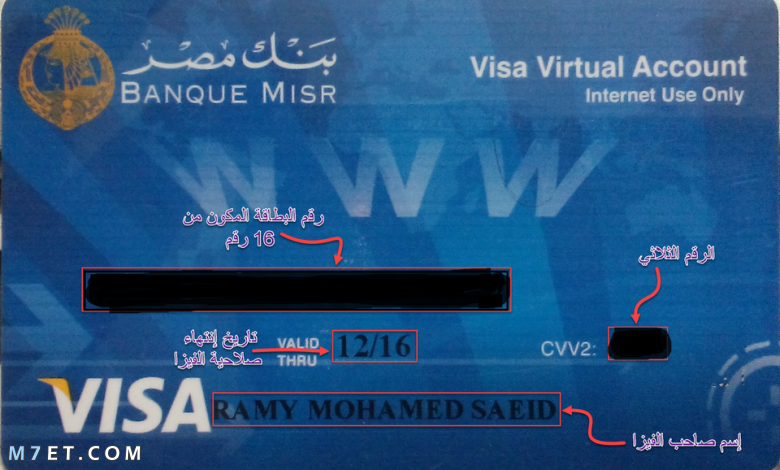 بنك مصر
BANQUE MISR
Visa Virtual Account
Internet Use Only
WWW
رقم البطاقة المكون من
16 رقم
الرقم الثلاثي
تاريخ إنتهاء
صلاحية الفيزا
VALID
THRU
12/16
CVV2:
VISA
RAMY MOHAMED SAEID
إسم صاحب الفيزا
M7ET.COM